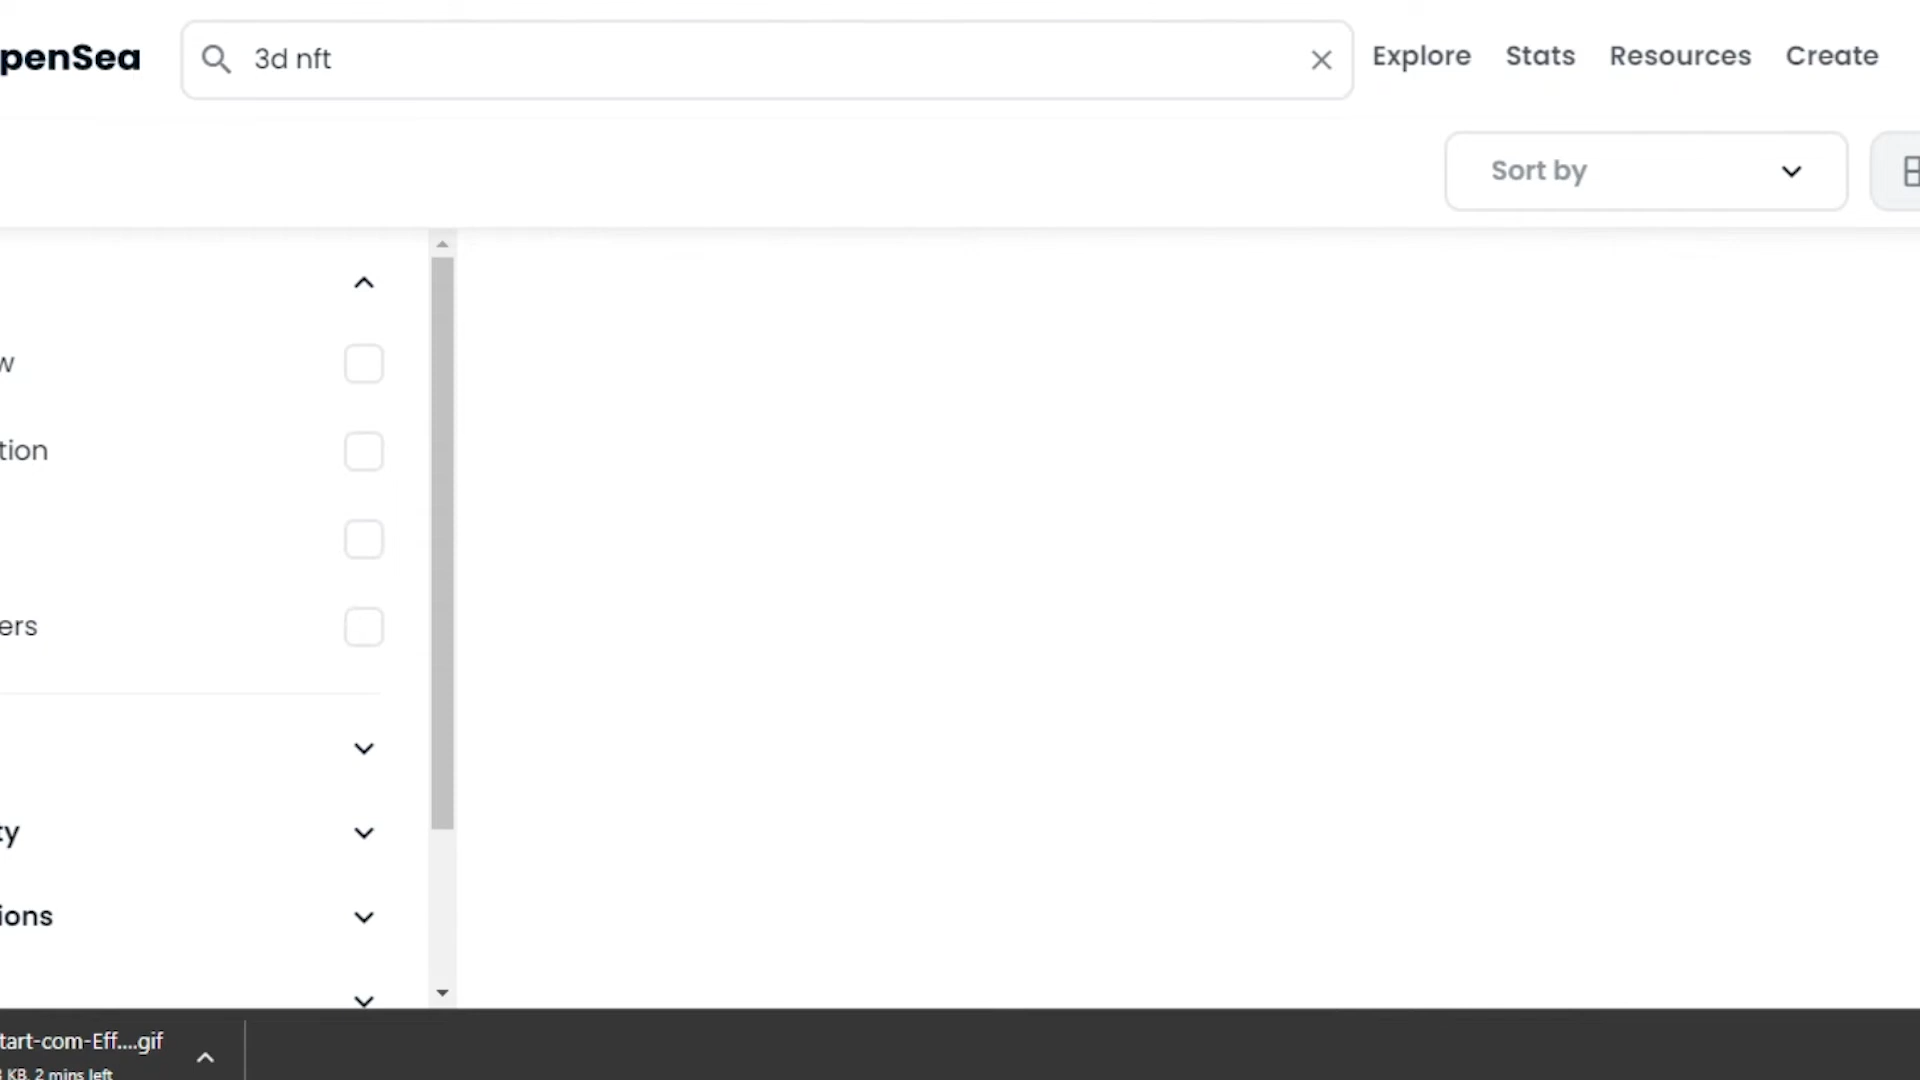 penSea
3d nft
Explore
Stats
Resources
Create
Sort by
w
tion
ers
ty
ions
tart-com-Eff....gif
KB, 2 mins left